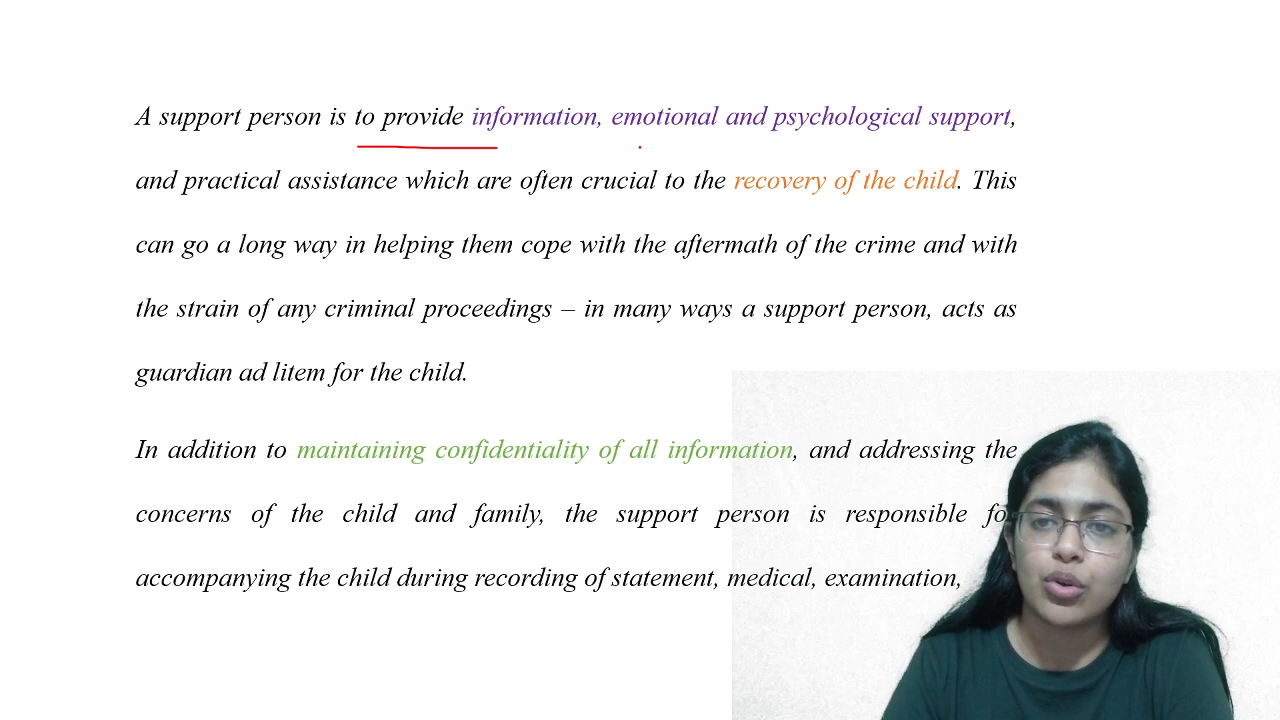 A support person is to provide information, emotional and psychological support,
and practical assistance which are often crucial to the recovery of the child. This
can go a long way in helping them cope with the aftermath of the crime and with
the strain of any criminal proceedings – in many ways a support person, acts as
guardian ad litem for the child.
In addition to maintaining confidentiality of all information, and addressing the
concerns of the child and family, the support person is responsible
accompanying the child during recording of statement, medical, examination,